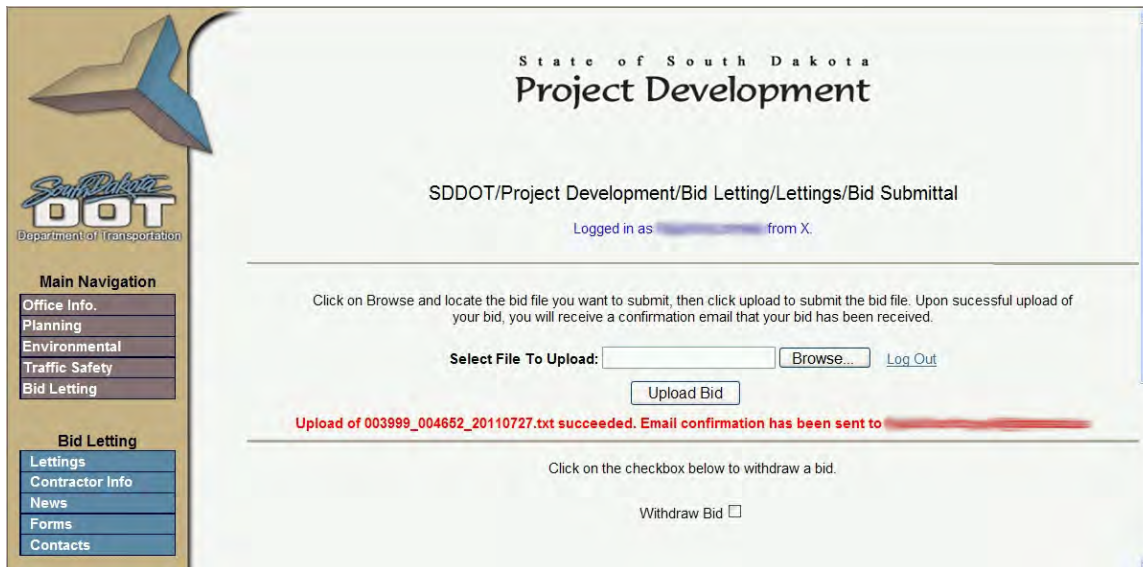 State of South Dakota
Project Development
SouthDakota
DOT
Department of Transportation
SDDOT/Project Development/Bid Letting/Lettings/Bid Submittal
Logged in as from X.
Main Navigation
Office Info.
Planning
Environmental
Traffic Safety
Bid Letting
Click on Browse and locate the bid file you want to submit, then click upload to submit the bid file. Upon sucessful upload of
your bid, you will receive a confirmation email that your bid has been received.
Select File To Upload: Browse... Log Out
Upload Bid
Upload of 003999_004652_20110727.txt succeeded. Email confirmation has been sent to
Bid Letting
Lettings
Contractor Info
News
Forms
Contacts
Click on the checkbox below to withdraw a bid.
Withdraw Bid